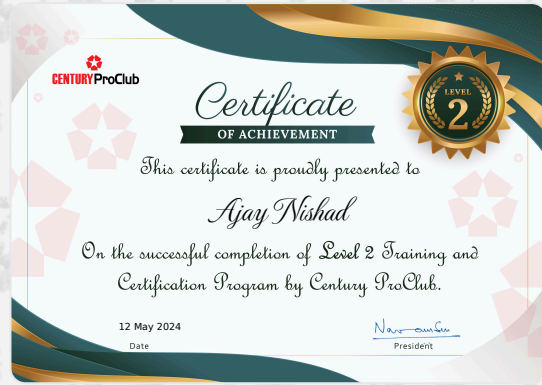 CENTURY ProClub
Certificate
OF ACHIEVEMENT
LEVEL
2
This certificate is proudly presented to
Ajay Nishad
On the successful completion of Level 2 Training and
Certification Program by Century ProClub.
12 May 2024
Date
President